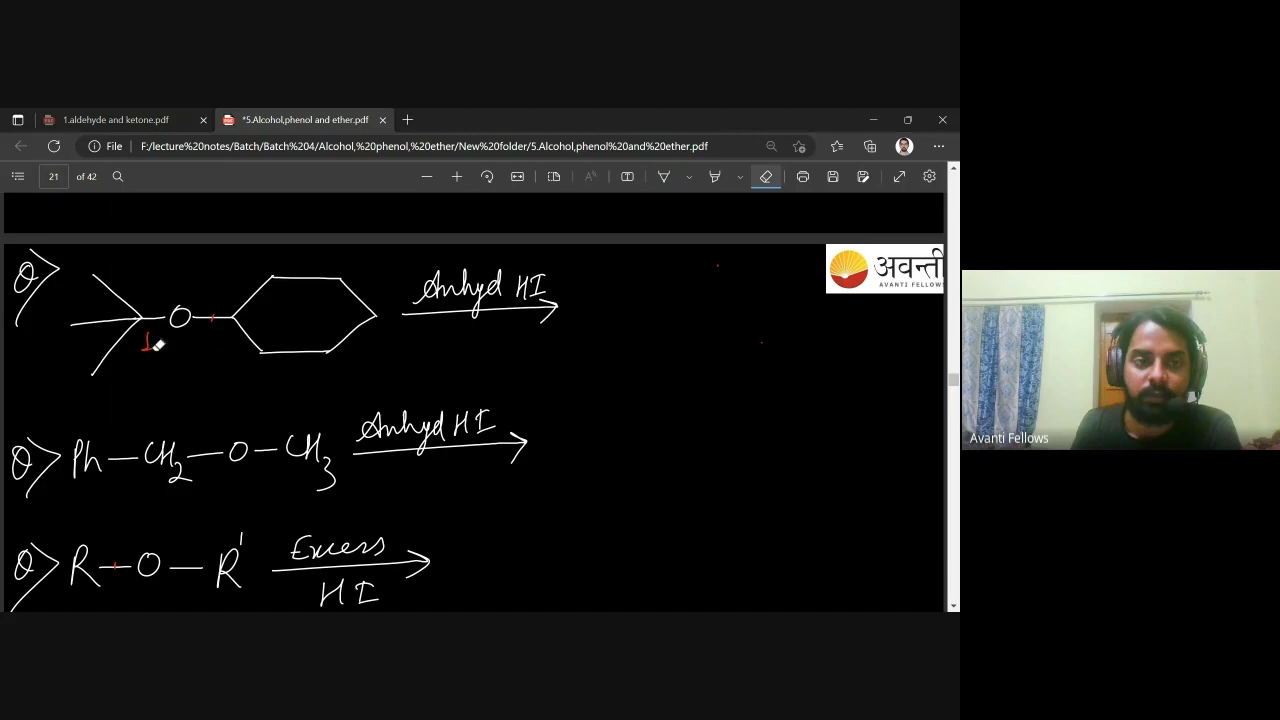 1.aldehyde and ketone.pdf
*5.Alcohol,phenol and ether.pdf
File
F:/lecture%20notes/Batch/Batch%204/Alcohol,%20phenol,%20ether/New%20folder/5.Alcohol,phenol%20and%20ether.pdf
21 of 42
Q> O Anhyd HI
अवन्ती
AVANTI FELLOWS
1
Q> Ph—CH2—O—CH3 Anhyd HI
Q> R—O—R' Excess
HI
Avanti Fellows